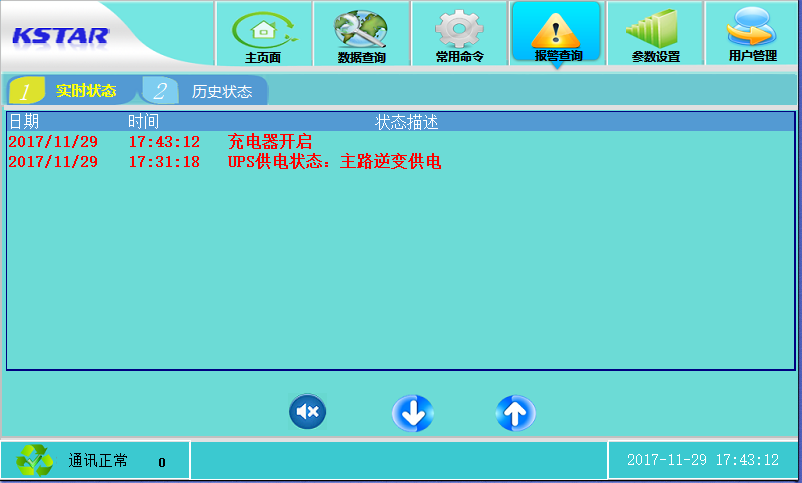 KSTAR
主页面 数据查询 常用命令 报警查询 参数设置 用户管理
1 实时状态 2 历史状态
日期 时间 状态描述
2017/11/29 17:43:12 充电器开启
2017/11/29 17:31:18 UPS供电状态：主路逆变供电
通讯正常 0 2017-11-29 17:43:12